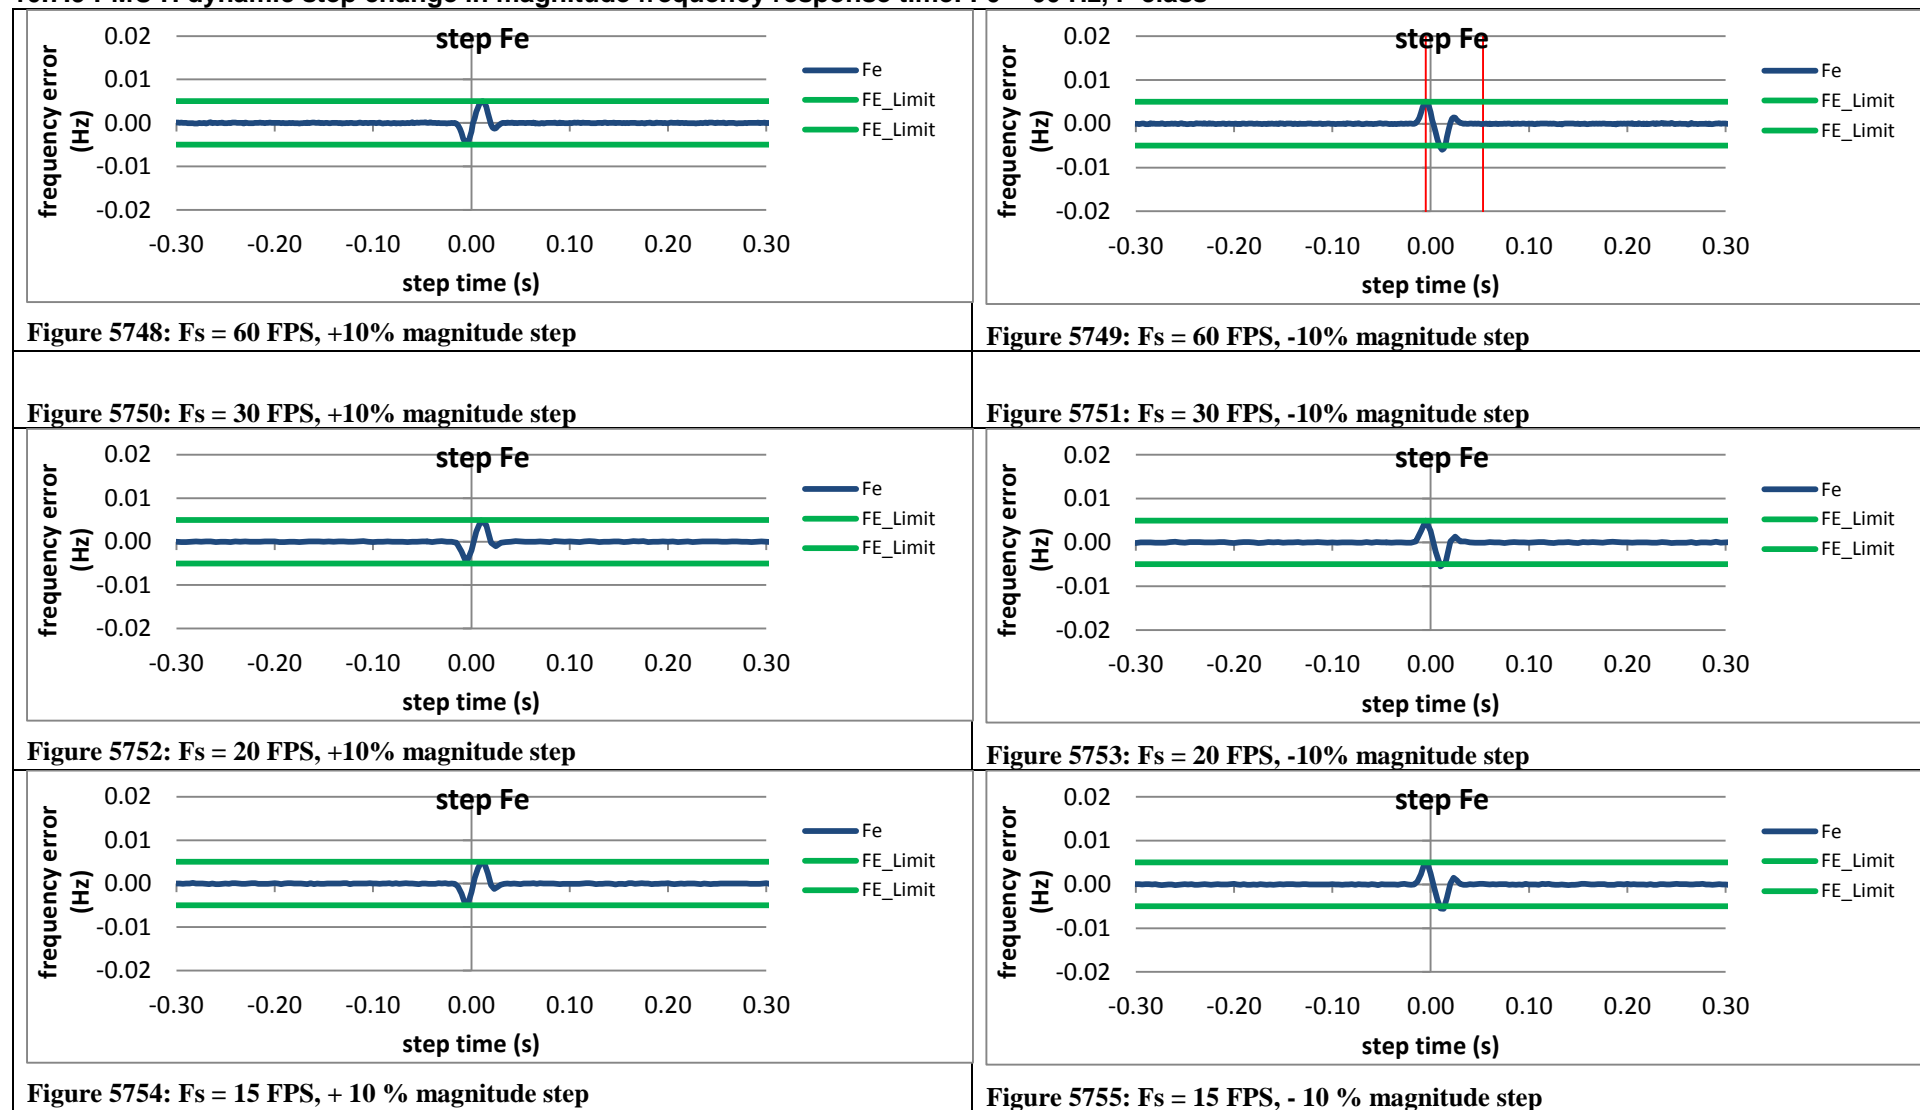 step Fe
0.02
0.01
0.00
-0.01
-0.02
frequency error
(Hz)
-0.30 -0.20 -0.10 0.00 0.10 0.20 0.30
step time (s)
Fe
FE_Limit
FE_Limit
Figure 5748: Fs = 60 FPS, +10% magnitude step
step Fe
0.02
0.01
0.00
-0.01
-0.02
frequency error
(Hz)
-0.30 -0.20 -0.10 0.00 0.10 0.20 0.30
step time (s)
Fe
FE_Limit
FE_Limit
Figure 5749: Fs = 60 FPS, -10% magnitude step
Figure 5750: Fs = 30 FPS, +10% magnitude step
Figure 5751: Fs = 30 FPS, -10% magnitude step
step Fe
0.02
0.01
0.00
-0.01
-0.02
frequency error
(Hz)
-0.30 -0.20 -0.10 0.00 0.10 0.20 0.30
step time (s)
Fe
FE_Limit
FE_Limit
Figure 5752: Fs = 20 FPS, +10% magnitude step
step Fe
0.02
0.01
0.00
-0.01
-0.02
frequency error
(Hz)
-0.30 -0.20 -0.10 0.00 0.10 0.20 0.30
step time (s)
Fe
FE_Limit
FE_Limit
Figure 5753: Fs = 20 FPS, -10% magnitude step
step Fe
0.02
0.01
0.00
-0.01
-0.02
frequency error
(Hz)
-0.30 -0.20 -0.10 0.00 0.10 0.20 0.30
step time (s)
Fe
FE_Limit
FE_Limit
Figure 5754: Fs = 15 FPS, + 10 % magnitude step
step Fe
0.02
0.01
0.00
-0.01
-0.02
frequency error
(Hz)
-0.30 -0.20 -0.10 0.00 0.10 0.20 0.30
step time (s)
Fe
FE_Limit
FE_Limit
Figure 5755: Fs = 15 FPS, - 10 % magnitude step